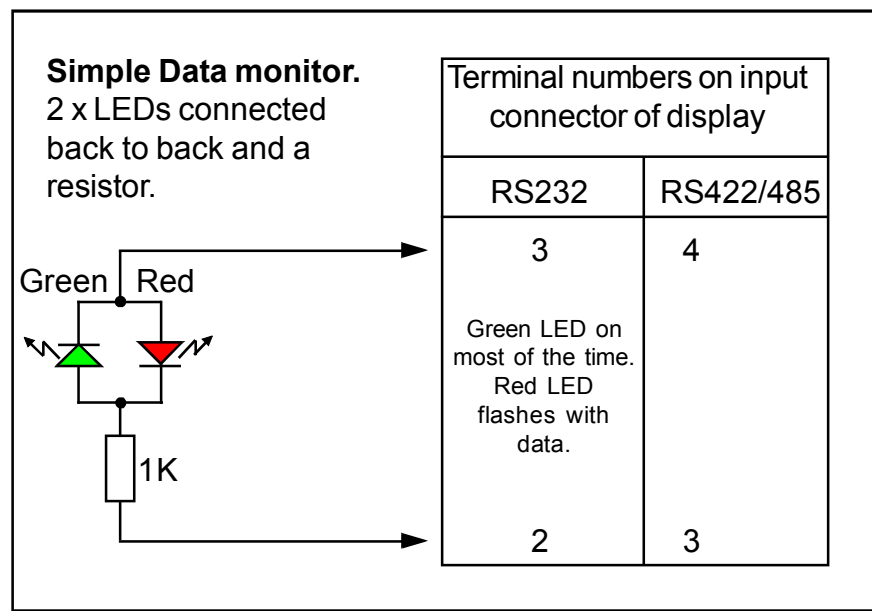 Simple Data monitor.
2 x LEDs connected
back to back and a
resistor.
Terminal numbers on input
connector of display
RS232 RS422/485
3 4
Green Red
Green LED on
most of the time.
Red LED
flashes with
data.
1K
2 3